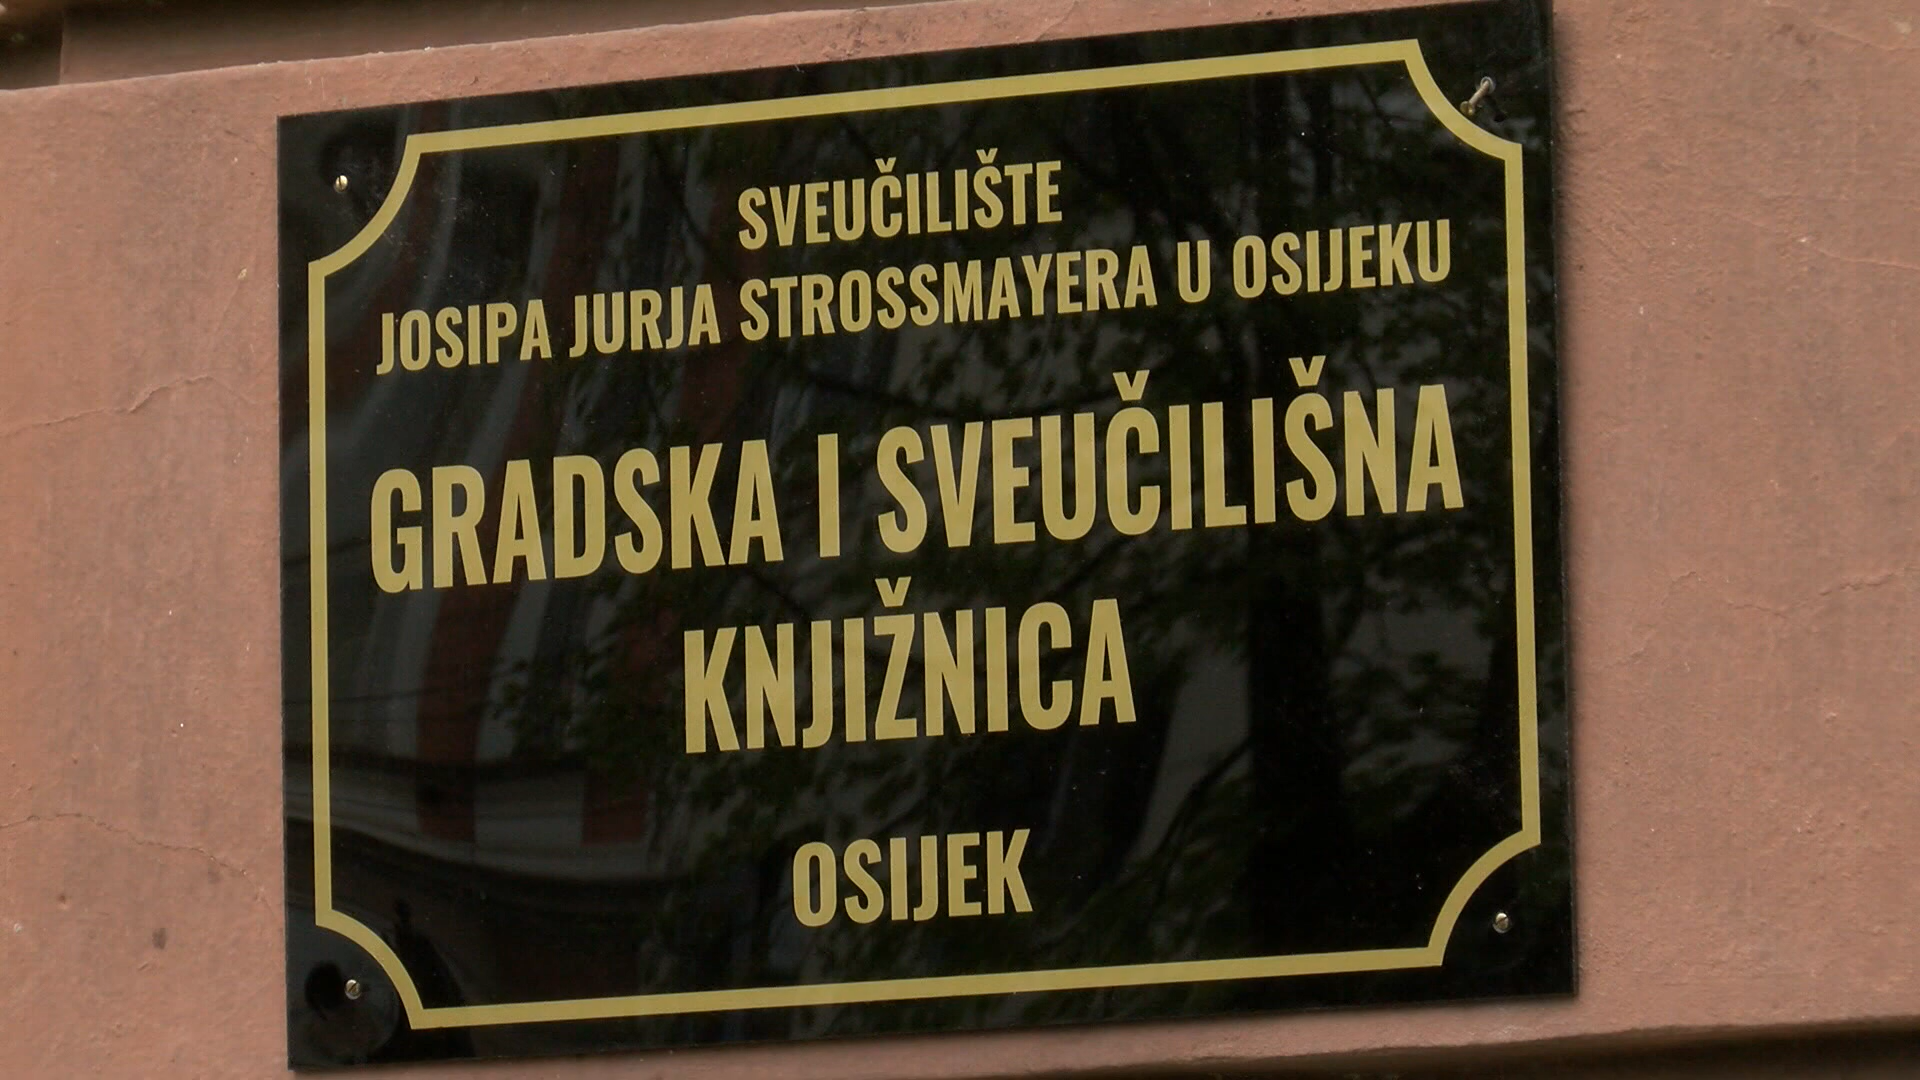 SVEUČILIŠTE
JOSIPA JURJA STROSSMAYERA U OSIJEKU
GRADSKA I SVEUČILIŠNA
KNJIŽNICA
OSIJEK